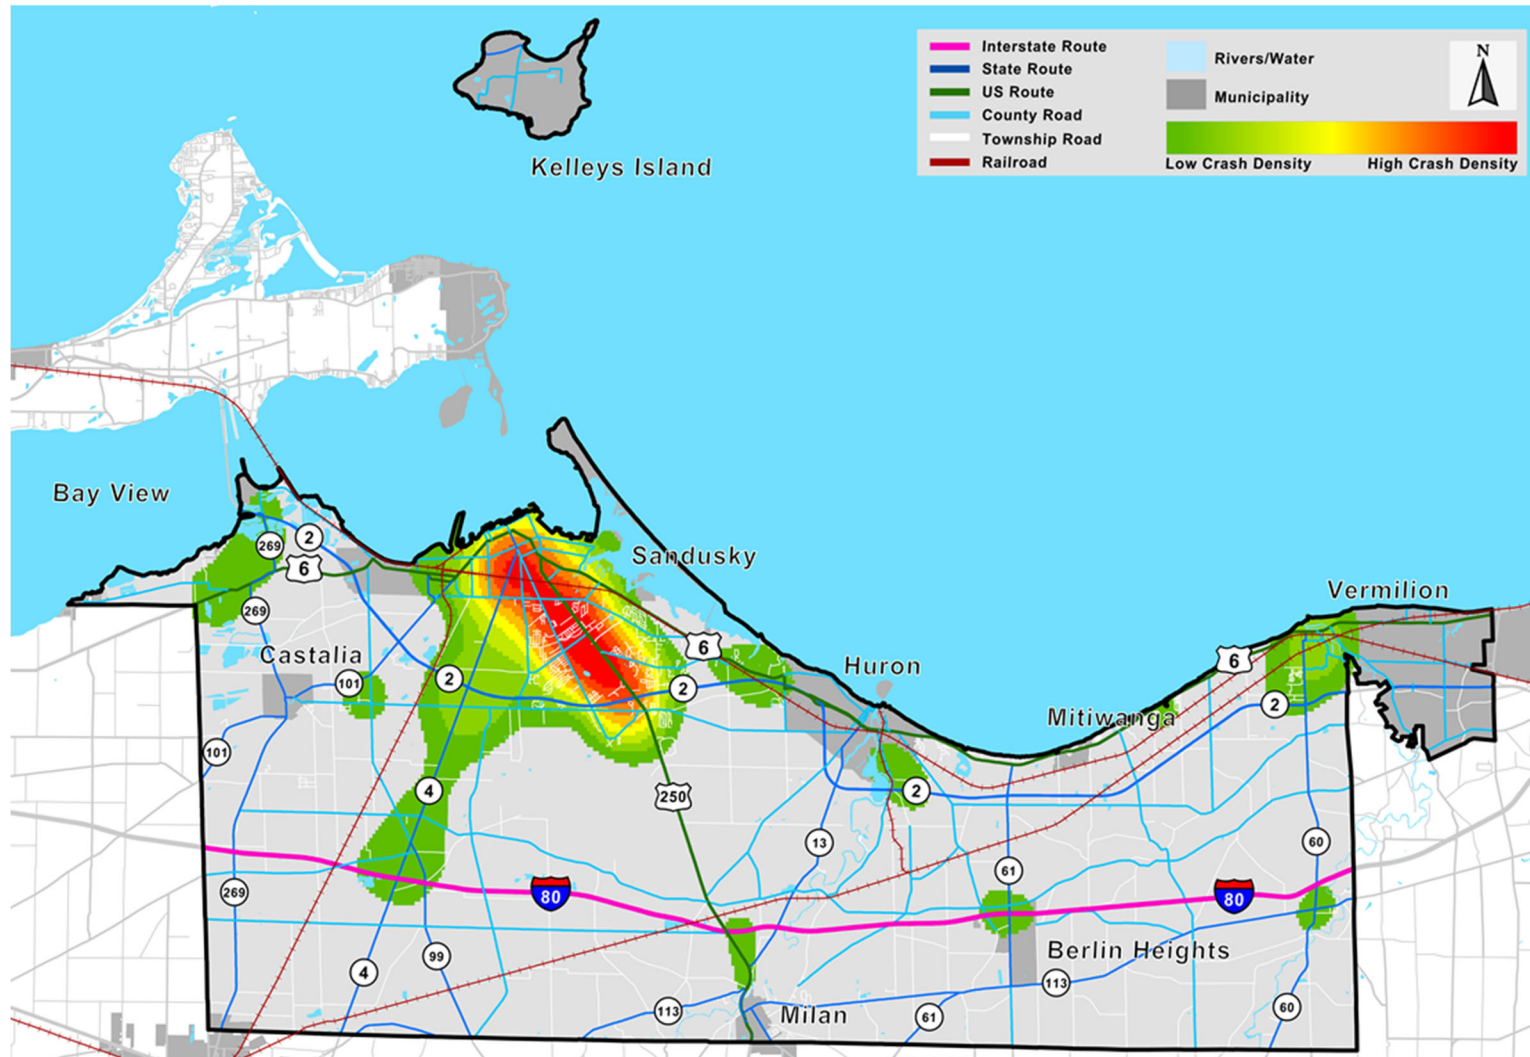 Interstate Route
State Route
US Route
County Road
Township Road
Railroad
Rivers/Water
Municipality
Low Crash Density
High Crash Density
N
Kelleys Island
Bay View
269
2
6
Sandusky
269
Castalia
101
2
6
2
Huron
Vermilion
6
2
Mitiwanga
101
4
250
2
13
60
61
269
80
80
99
4
Berlin Heights
113
113
Milan
61
60